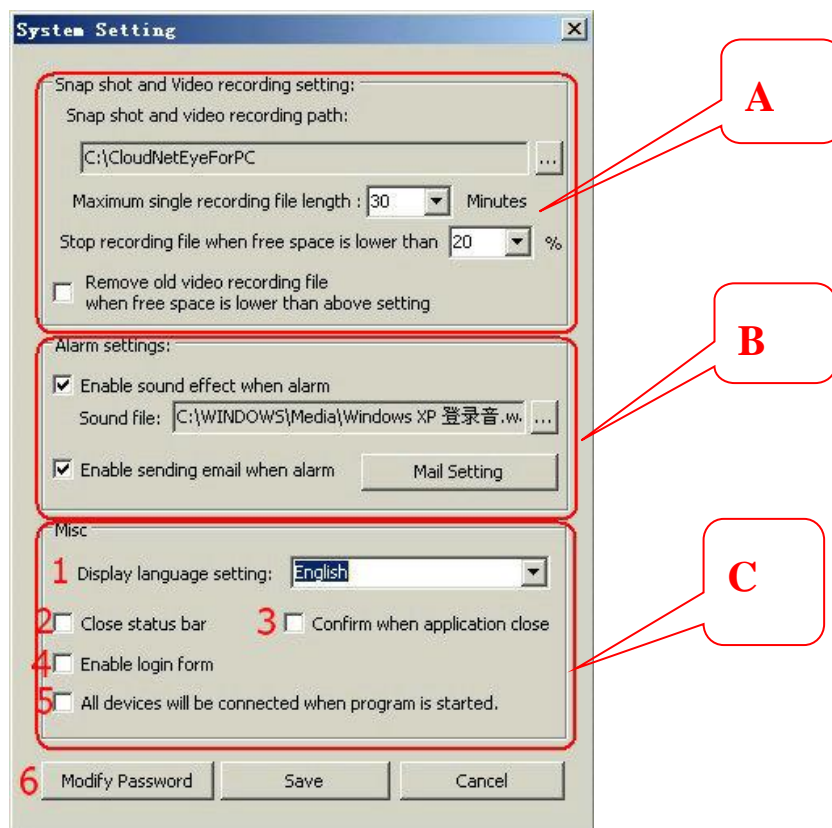 System Setting
Snap shot and Video recording setting:
Snap shot and video recording path:
C:\CloudNetEyeForPC
...
Maximum single recording file length : 30 Minutes
Stop recording file when free space is lower than 20 %
Remove old video recording file
when free space is lower than above setting
A
Alarm settings:
Enable sound effect when alarm
Sound file: C:\WINDOWS\Media\Windows XP 登录音.w ...
Enable sending email when alarm Mail Setting
B
Misc
1 Display language setting: English
2 Close status bar 3 Confirm when application close
4 Enable login form
5 All devices will be connected when program is started.
C
6 Modify Password Save Cancel